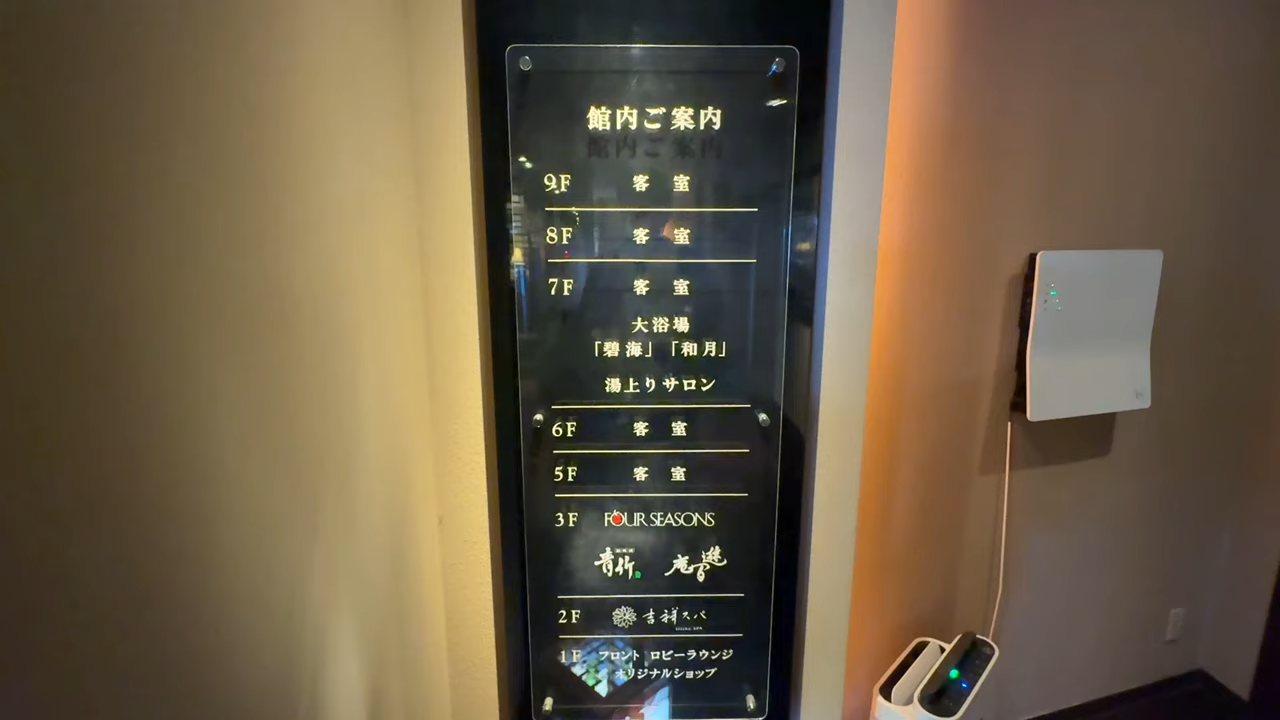 館内ご案内
9F 客室
8F 客室
7F 客室
大浴場
「碧海」「和月」
湯上りサロン
6F 客室
5F 客室
3F FOUR SEASONS
青竹
2F 吉祥スパ
1F フロント ロビーラウンジ
オリジナルショップ